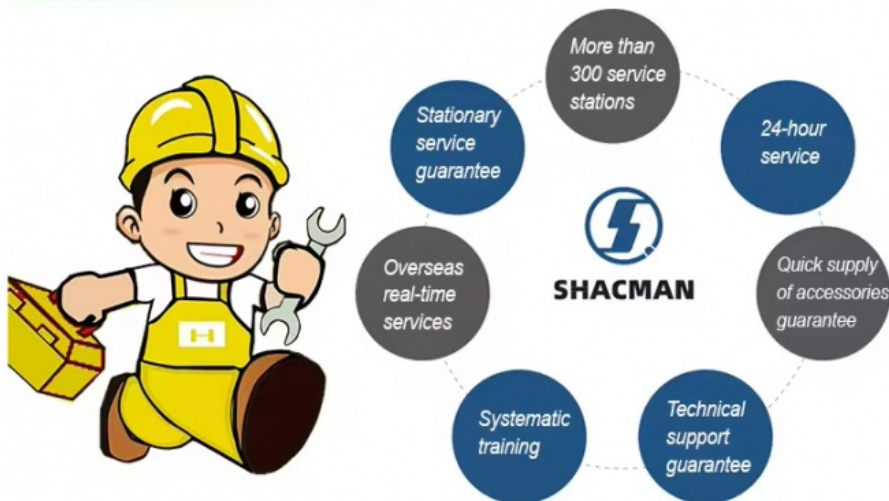 More than
300 service
stations
Stationary
service
guarantee
24-hour
service
SHACMAN
Overseas
real-time
services
Quick supply
of accessories
guarantee
H
Systematic
training
Technical
support
guarantee